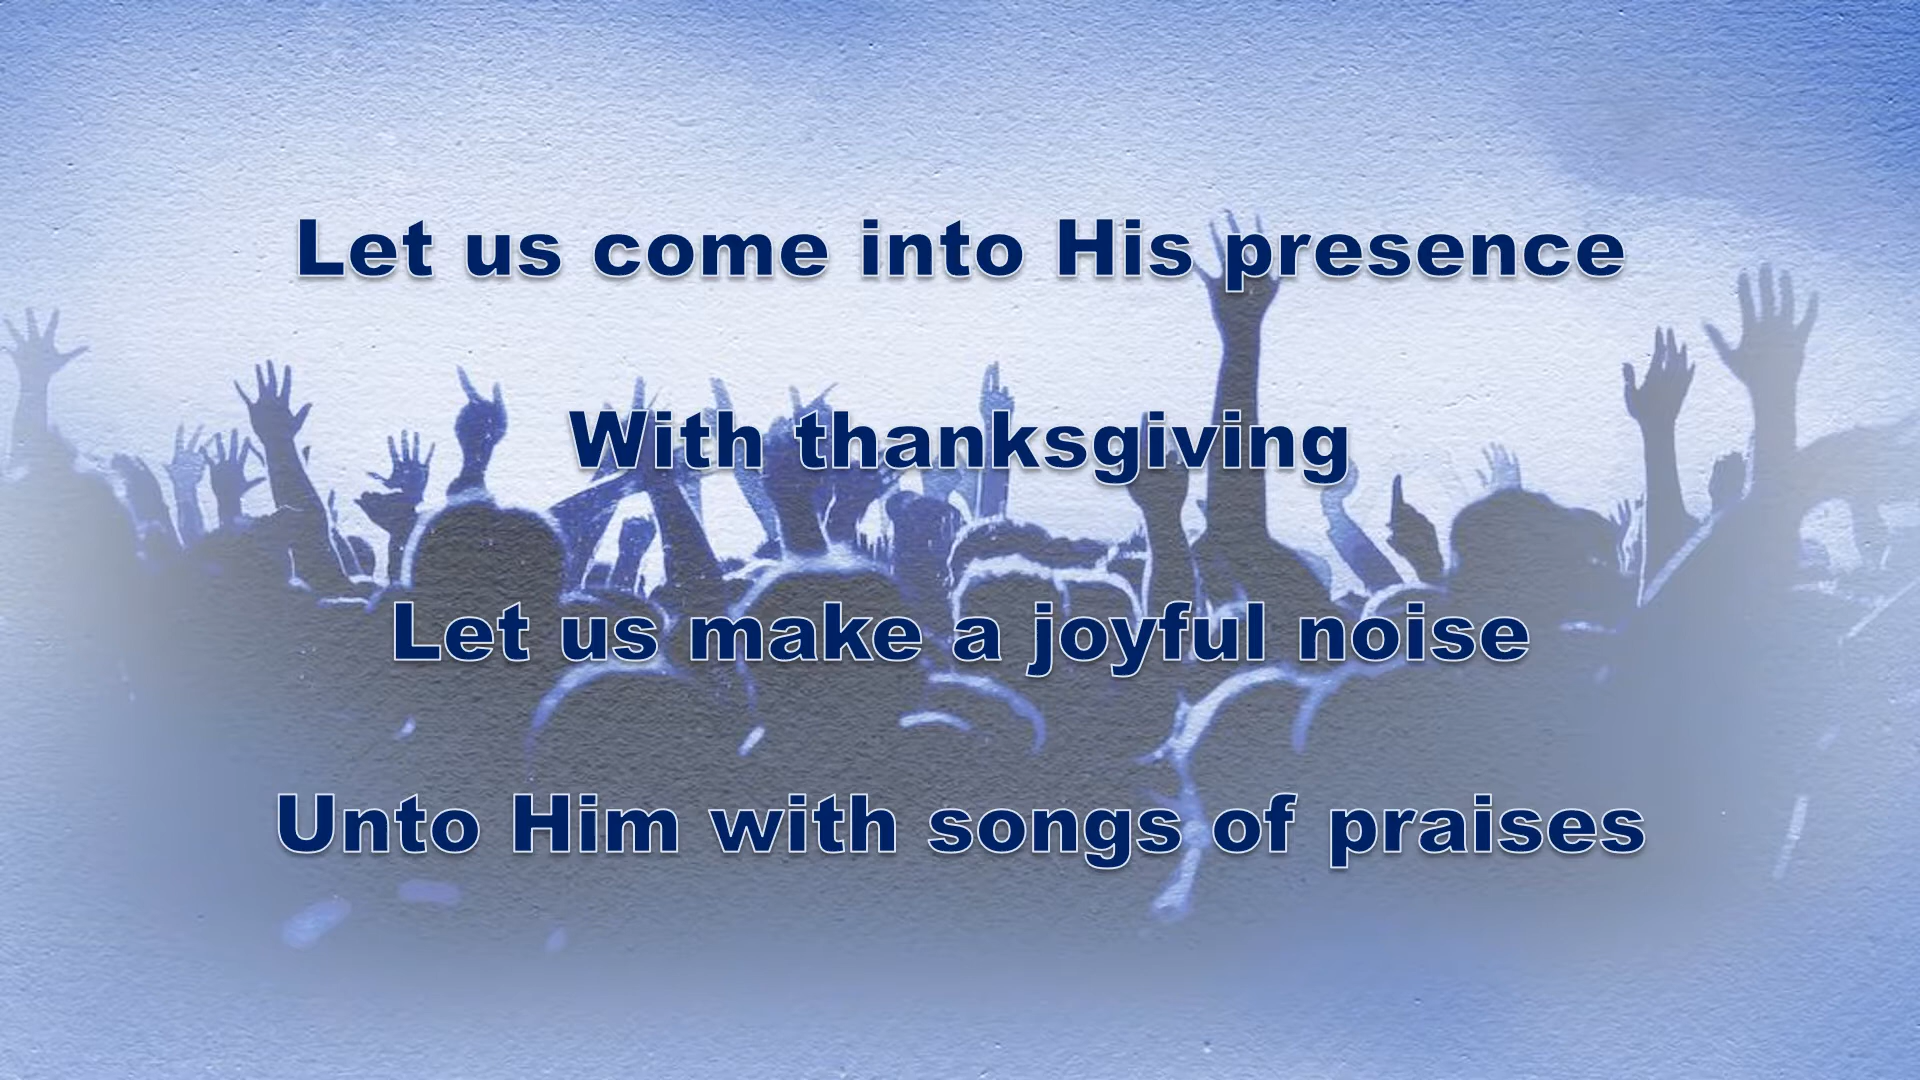 Let us come into His presence
With thanksgiving
Let us make a joyful noise
Unto Him with songs of praises